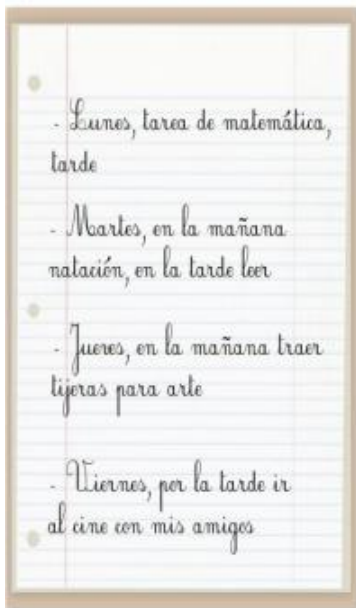 - Lunes, tarea de matemática,
tarde
- Martes, en la mañana
natación, en la tarde leer
- Jueves, en la mañana traer
tijeras para arte
- Viernes, por la tarde ir
al cine con mis amigos